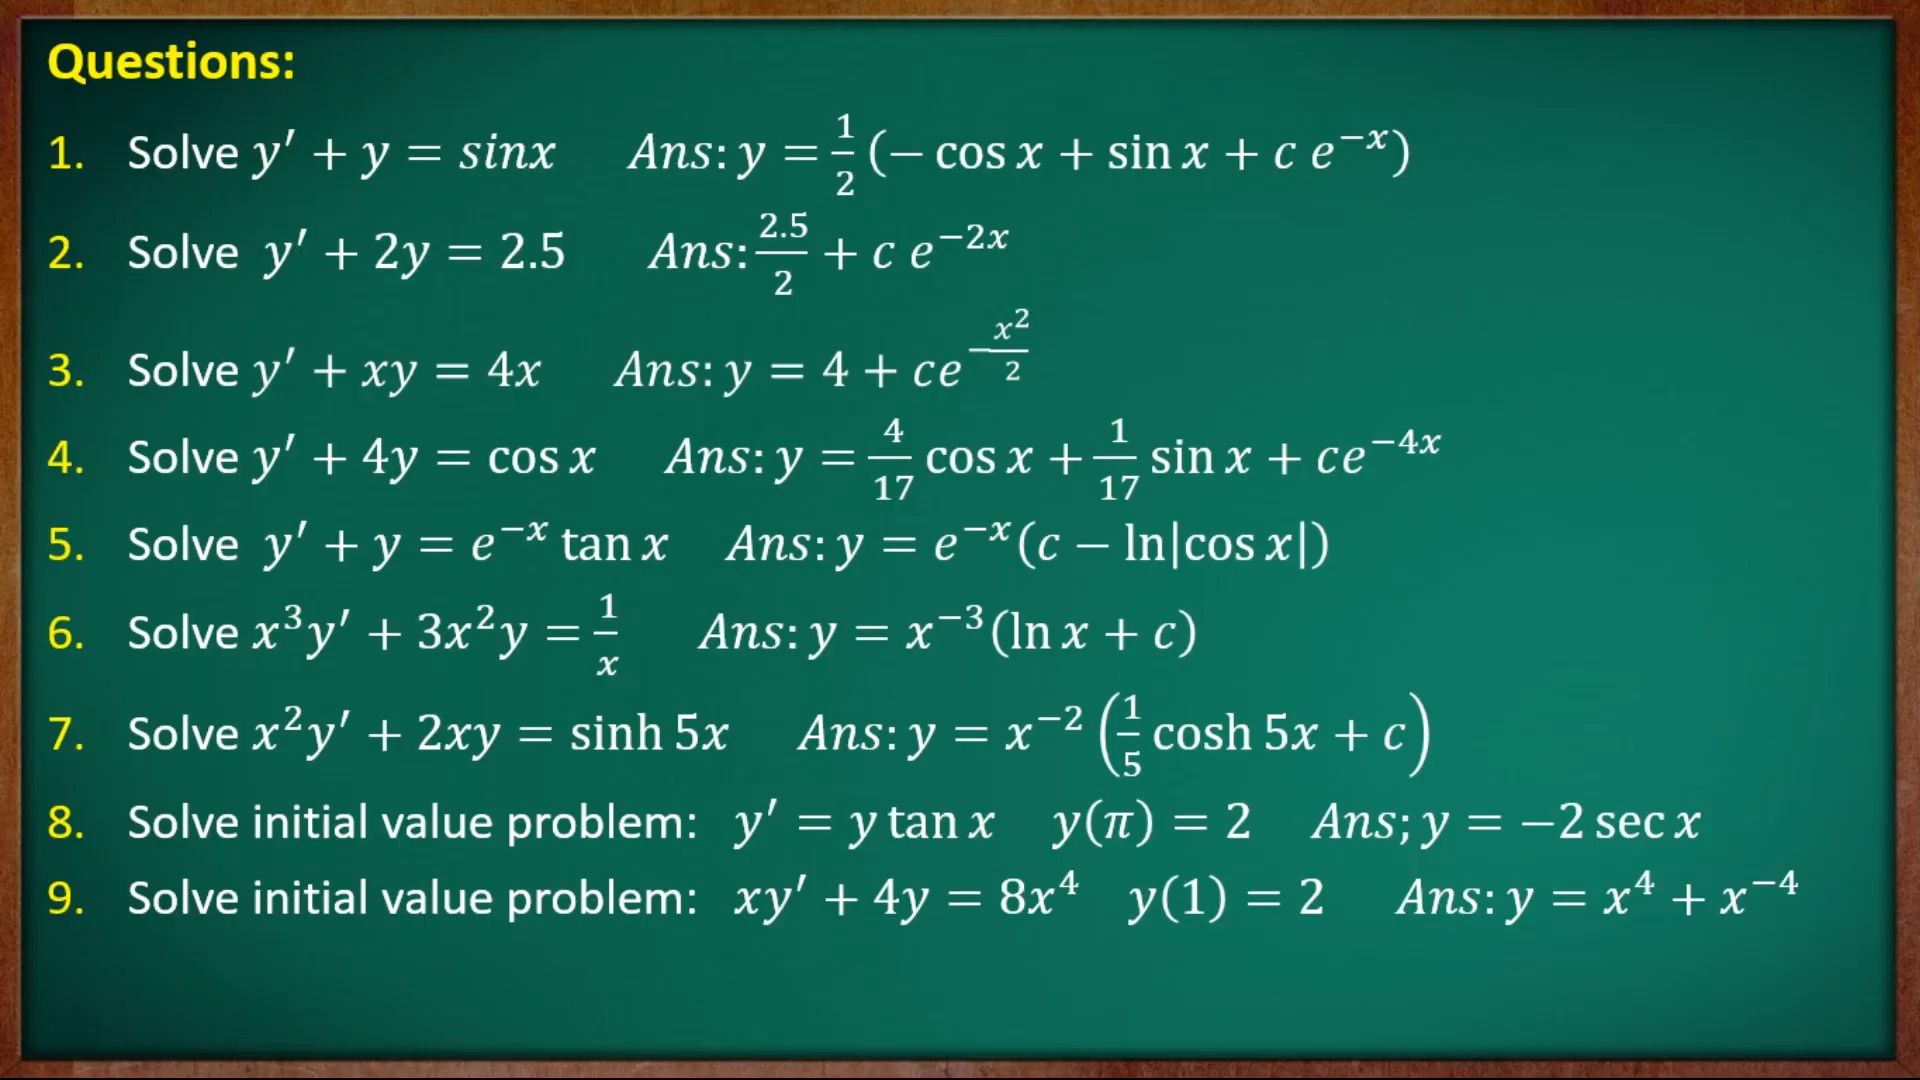 Questions:
1. Solve y′ + y = sinx Ans: y = 1/2 (− cos x + sin x + c e^−x)
2. Solve y′ + 2y = 2.5 Ans: 2.5/2 + c e^−2x
3. Solve y′ + xy = 4x Ans: y = 4 + ce^−x²/2
4. Solve y′ + 4y = cos x Ans: y = 4/17 cos x + 1/17 sin x + ce^−4x
5. Solve y′ + y = e^−x tan x Ans: y = e^−x(c − ln|cos x|)
6. Solve x³y′ + 3x²y = 1/x Ans: y = x^−3(ln x + c)
7. Solve x²y′ + 2xy = sinh 5x Ans: y = x^−2 (1/5 cosh 5x + c)
8. Solve initial value problem: y′ = y tan x y(π) = 2 Ans; y = −2 sec x
9. Solve initial value problem: xy′ + 4y = 8x⁴ y(1) = 2 Ans: y = x⁴ + x^−4